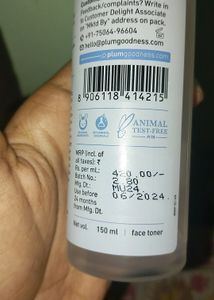 feedback/complaints? Write in
to Customer Delight Associate
at "Mktd By" address on pack.
+91-75064-96604
hello@plumgoodness.com
plumgoodness.com
8 906118 414215
ANIMAL
TEST-FREE
MRP (incl. of
all taxes): ₹ 420.00/-
Rs. per mL: 2.80
Batch No.: MU24
Mfg. Dt: 06/2024
Use before
24 months
from Mfg. Dt.
Net vol. 150 ml | face toner